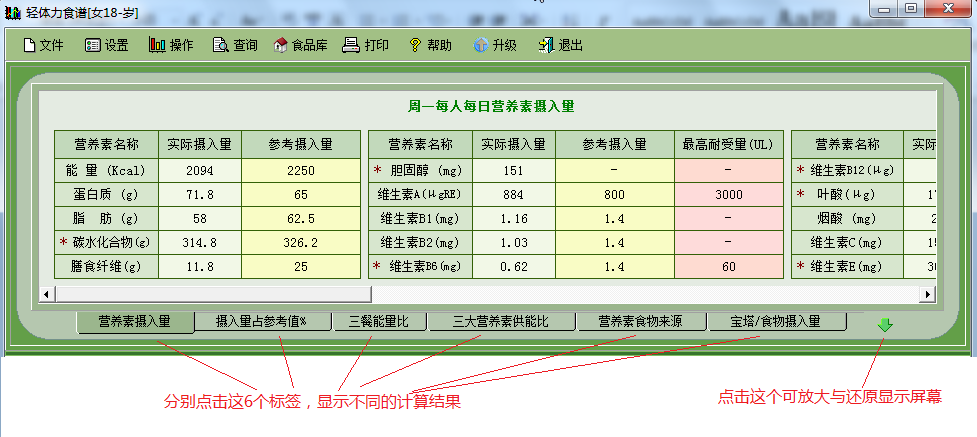 轻体力食谱[女18-岁]
文件 设置 操作 查询 食品库 打印 帮助 升级 退出
周一每人每日营养素摄入量
营养素名称 实际摄入量 参考摄入量 营养素名称 实际摄入量 参考摄入量 最高耐受量(UL) 营养素名称
能 量 (Kcal) 2094 2250 * 胆固醇 (mg) 151 - - * 维生素B12(μg)
蛋白质 (g) 71.8 65 维生素A(μgRE) 884 800 3000 * 叶酸(μg)
脂 肪 (g) 58 62.5 维生素B1(mg) 1.16 1.4 - 烟酸 (mg)
* 碳水化合物(g) 314.8 326.2 维生素B2(mg) 1.03 1.4 - 维生素C(mg)
膳食纤维(g) 11.8 25 * 维生素B6(mg) 0.62 1.4 60 * 维生素E(mg)
营养素摄入量 摄入量占参考值% 三餐能量比 三大营养素供能比 营养素食物来源 宝塔/食物摄入量
分别点击这6个标签，显示不同的计算结果
点击这个可放大与还原显示屏幕